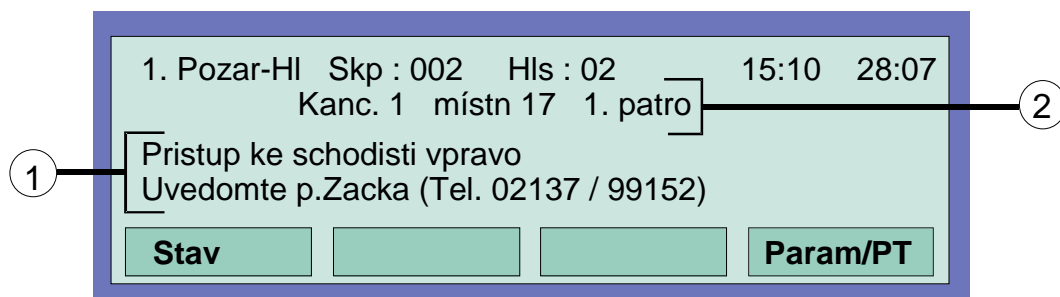 1. Pozar-Hl Skp : 002 Hls : 02 15:10 28:07
Kanc. 1 místn 17 1. patro
2
Pristup ke schodisti vpravo
1
Uvedomte p.Zacka (Tel. 02137 / 99152)
Stav Param/PT